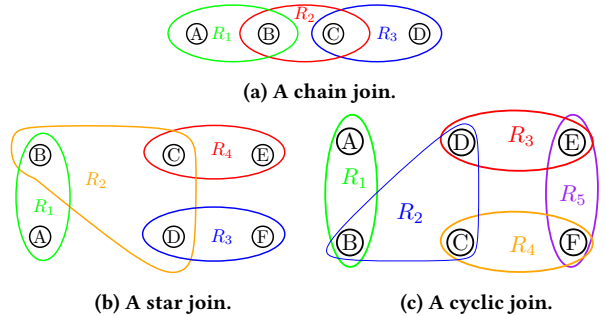 A R₁ B R₂ C R₃ D
(a) A chain join.
B R₂ C R₄ E
R₁
A D R₃ F
(b) A star join.
A D R₃ E
R₁ R₂ R₅
B C R₄ F
(c) A cyclic join.